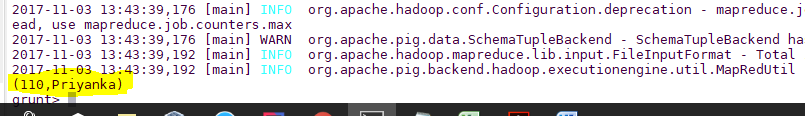 2017-11-03 13:43:39,176 [main] INFO  org.apache.hadoop.conf.Configuration.deprecation - mapreduce.j
ead, use mapreduce.job.counters.max
2017-11-03 13:43:39,176 [main] WARN  org.apache.pig.data.SchemaTupleBackend - SchemaTupleBackend ha
2017-11-03 13:43:39,192 [main] INFO  org.apache.hadoop.mapreduce.lib.input.FileInputFormat - Total
2017-11-03 13:43:39,192 [main] INFO  org.apache.pig.backend.hadoop.executionengine.util.MapRedUtil
(110,Priyanka)
grunt>